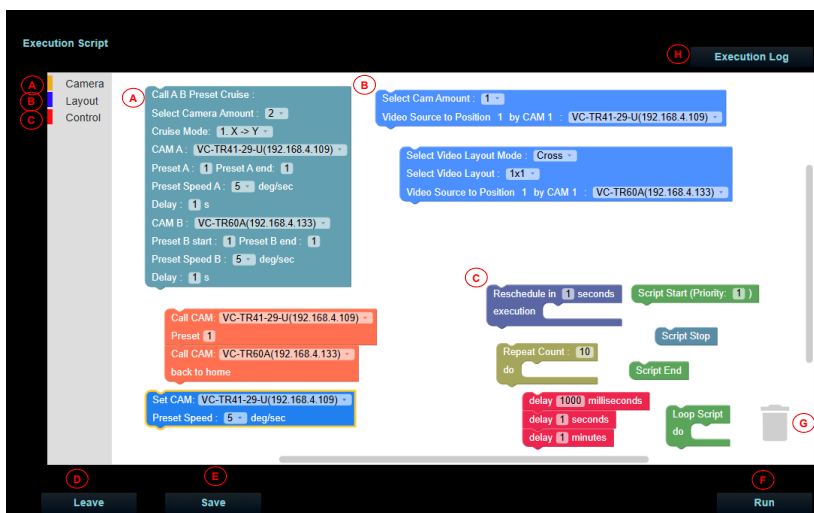 Execution Script
H
Execution Log
A
Camera
B
Layout
C
Control
A
Call A B Preset Cruise :
Select Camera Amount : 2
Cruise Mode: 1. X -> Y
CAM A : VC-TR41-29-U(192.168.4.109)
Preset A : 1 Preset A end: 1
Preset Speed A : 5 deg/sec
Delay : 1 s
CAM B : VC-TR60A(192.168.4.133)
Preset B start : 1 Preset B end : 1
Preset Speed B : 5 deg/sec
Delay : 1 s
Call CAM: VC-TR41-29-U(192.168.4.109)
Preset 1
Call CAM: VC-TR60A(192.168.4.133)
back to home
Set CAM: VC-TR41-29-U(192.168.4.109)
Preset Speed : 5 deg/sec
B
Select Cam Amount : 1
Video Source to Position 1 by CAM 1 : VC-TR41-29-U(192.168.4.109)
Select Video Layout Mode : Cross
Select Video Layout : 1x1
Video Source to Position 1 by CAM 1 : VC-TR60A(192.168.4.133)
C
Reschedule in 1 seconds
execution
Script Start (Priority: 1 )
Script Stop
Repeat Count : 10
do
Script End
delay 1000 milliseconds
delay 1 seconds
delay 1 minutes
Loop Script
do
G
D
Leave
E
Save
F
Run